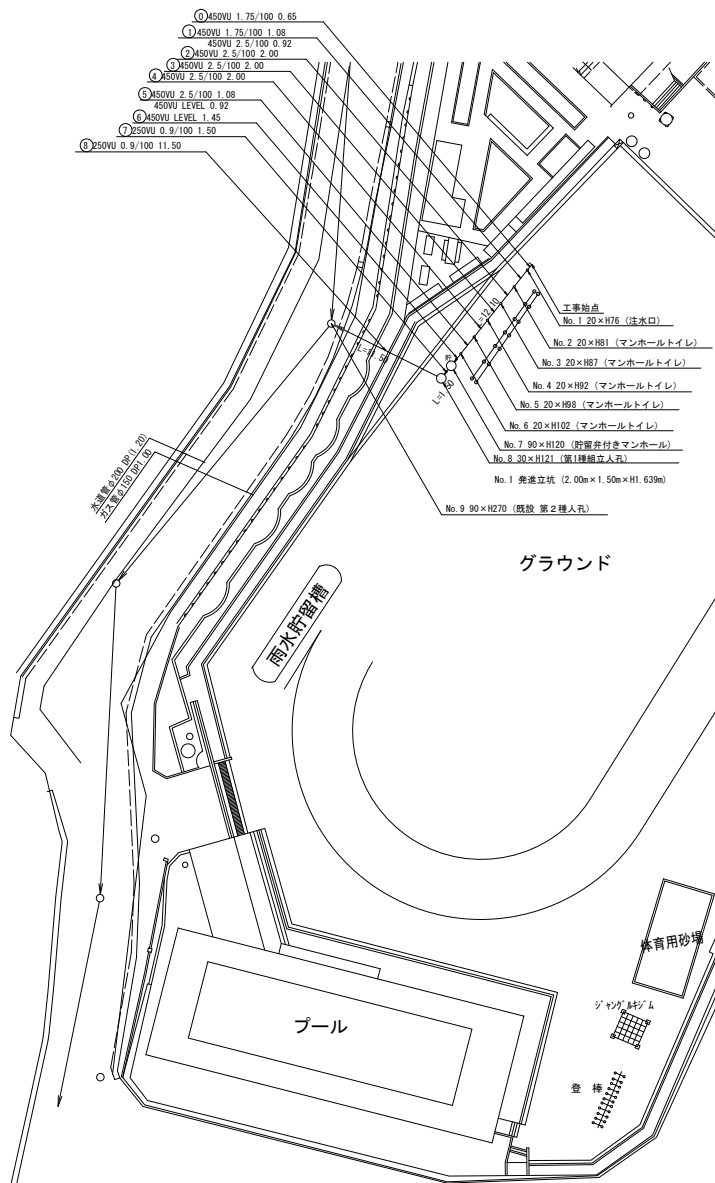 ⓪450VU 1.75/100 0.65
①450VU 1.75/100 1.08
450VU 2.5/100 0.92
②450VU 2.5/100 2.00
③450VU 2.5/100 2.00
④450VU 2.5/100 2.00
⑤450VU 2.5/100 1.08
450VU LEVEL 0.92
⑥450VU LEVEL 1.45
⑦250VU 0.9/100 1.50
⑧250VU 0.9/100 11.50
工事始点
No.1 20×H76 (注水口)
No.2 20×H81 (マンホールトイレ)
No.3 20×H87 (マンホールトイレ)
No.4 20×H92 (マンホールトイレ)
No.5 20×H98 (マンホールトイレ)
No.6 20×H102 (マンホールトイレ)
No.7 90×H120 (貯留弁付きマンホール)
No.8 30×H121 (第1種組立人孔)
No.1 発進立坑 (2.00m×1.50m×H1.639m)
No.9 90×H270 (既設 第2種人孔)
L=12.10
貯
L=11.50
L=1.50
水道管φ200 DP(1.20)
ガス管φ150 DP1.00
グラウンド
雨水貯留槽
体育用砂場
ジャングルジム
プール
登 棒